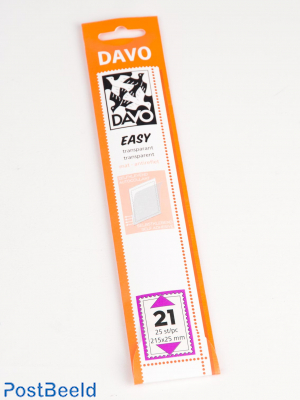 DAVO
DAVO
EASY
transparant
transparent
21
25 st/pc
215x25 mm
PostBeeld